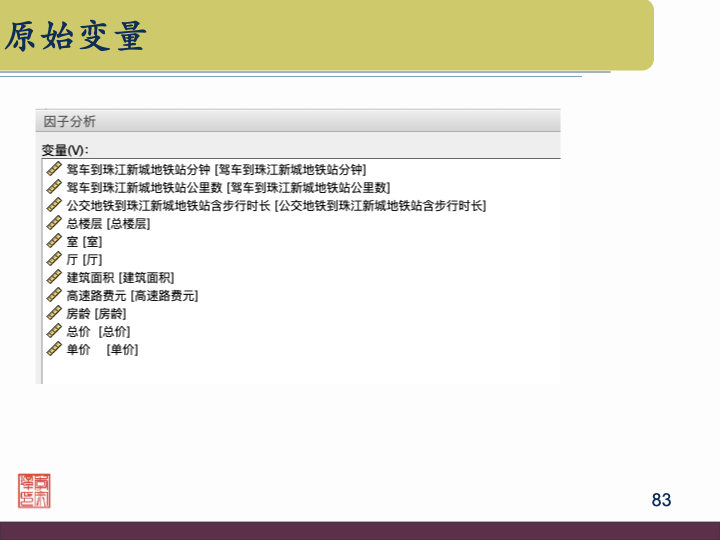 原始变量
因子分析
变量(V):
驾车到珠江新城地铁站分钟 [驾车到珠江新城地铁站分钟]
驾车到珠江新城地铁站公里数 [驾车到珠江新城地铁站公里数]
公交地铁到珠江新城地铁站含步行时长 [公交地铁到珠江新城地铁站含步行时长]
总楼层 [总楼层]
室 [室]
厅 [厅]
建筑面积 [建筑面积]
高速路费元 [高速路费元]
房龄 [房龄]
总价 [总价]
单价 [单价]
83